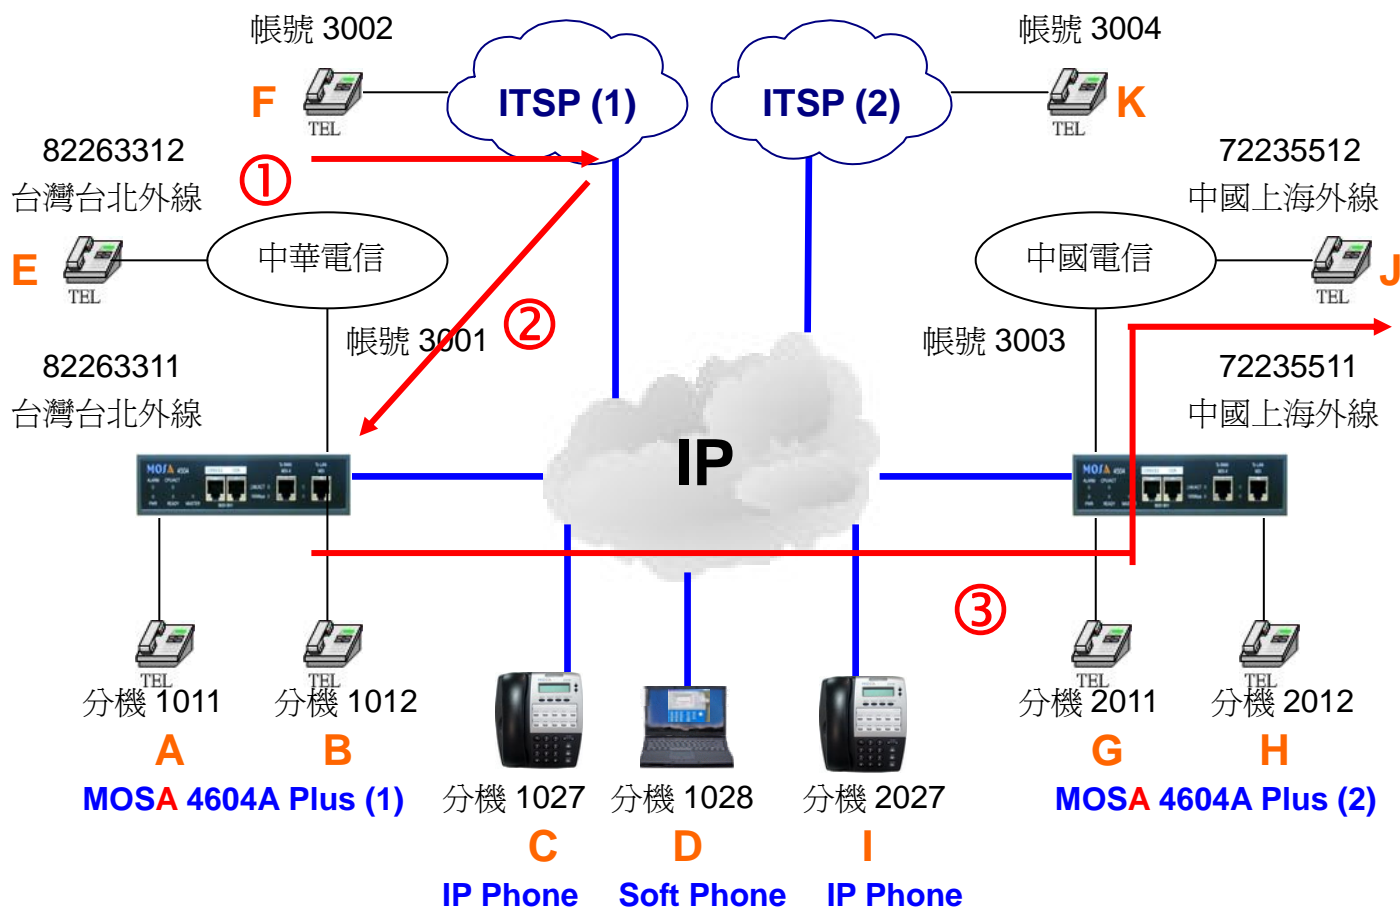 帳號 3002
帳號 3004
F
TEL
ITSP (1)
ITSP (2)
TEL
K
82263312
台灣台北外線
①
72235512
中國上海外線
E
TEL
中華電信
中國電信
TEL
J
②
帳號 3001
帳號 3003
82263311
台灣台北外線
72235511
中國上海外線
IP
MOSA 4504
MOSA 4504
③
TEL
分機 1011
TEL
分機 1012
TEL
分機 2011
TEL
分機 2012
A
B
G
H
MOSA 4604A Plus (1)
分機 1027
分機 1028
分機 2027
MOSA 4604A Plus (2)
C
D
I
IP Phone
Soft Phone
IP Phone